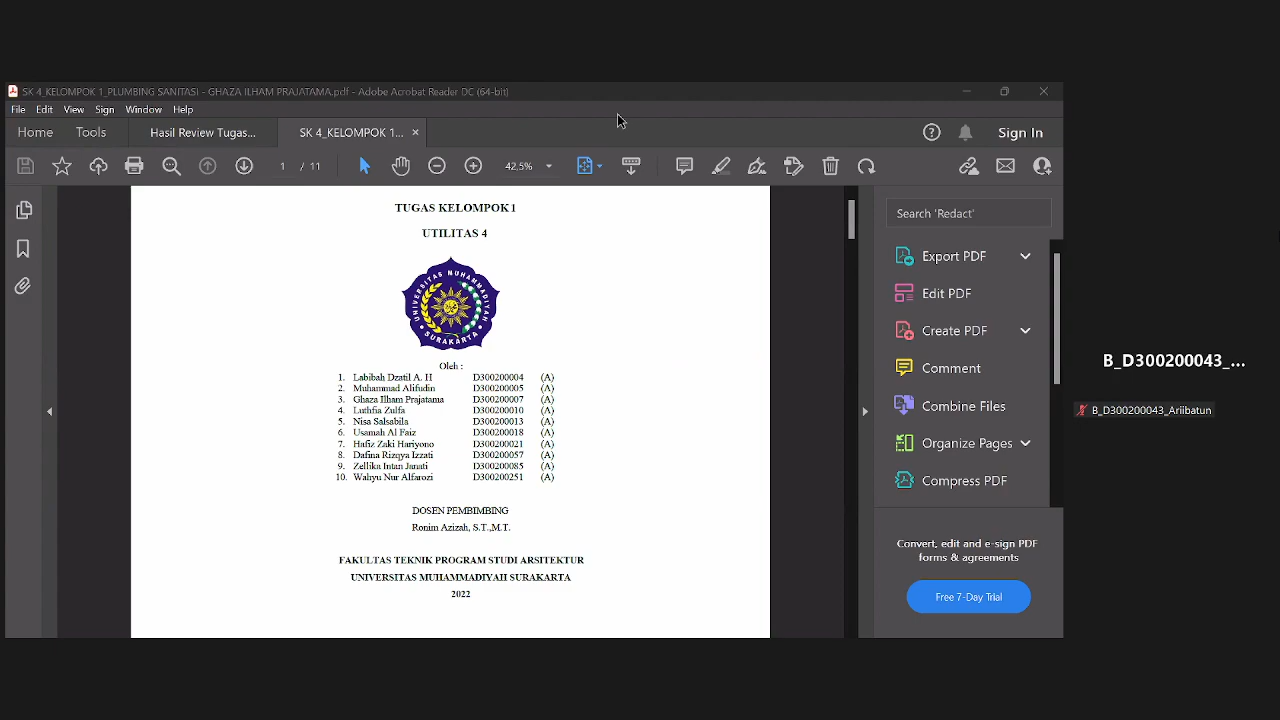 SK 4_KELOMPOK 1_PLUMBING SANITASI - GHAZA ILHAM PRAJATAMA.pdf - Adobe Acrobat Reader DC (64-bit)
File Edit View Sign Window Help
Home Tools Hasil Review Tugas... SK 4_KELOMPOK 1... × Sign In
1 / 11 42,5%
TUGAS KELOMPOK 1
UTILITAS 4
UNIVERSITAS MUHAMMADIYAH
SURAKARTA
Oleh :
1. Labibah Dzatil A. H D300200004 (A)
2. Muhammad Alifudin D300200005 (A)
3. Ghaza Ilham Prajatama D300200007 (A)
4. Luthfia Zulfa D300200010 (A)
5. Nisa Salsabila D300200013 (A)
6. Usamah Al Faiz D300200018 (A)
7. Hafiz Zaki Hariyono D300200021 (A)
8. Dafina Rizqya Izzati D300200057 (A)
9. Zellika Intan Janati D300200085 (A)
10. Wahyu Nur Alfarozi D300200251 (A)
DOSEN PEMBIMBING
Ronim Azizah, S.T.,M.T.
FAKULTAS TEKNIK PROGRAM STUDI ARSITEKTUR
UNIVERSITAS MUHAMMADIYAH SURAKARTA
2022
Search 'Redact'
Export PDF
Edit PDF
Create PDF
Comment
Combine Files
Organize Pages
Compress PDF
Convert, edit and e-sign PDF
forms & agreements
Free 7-Day Trial
B_D300200043_...
B_D300200043_Ariibatun